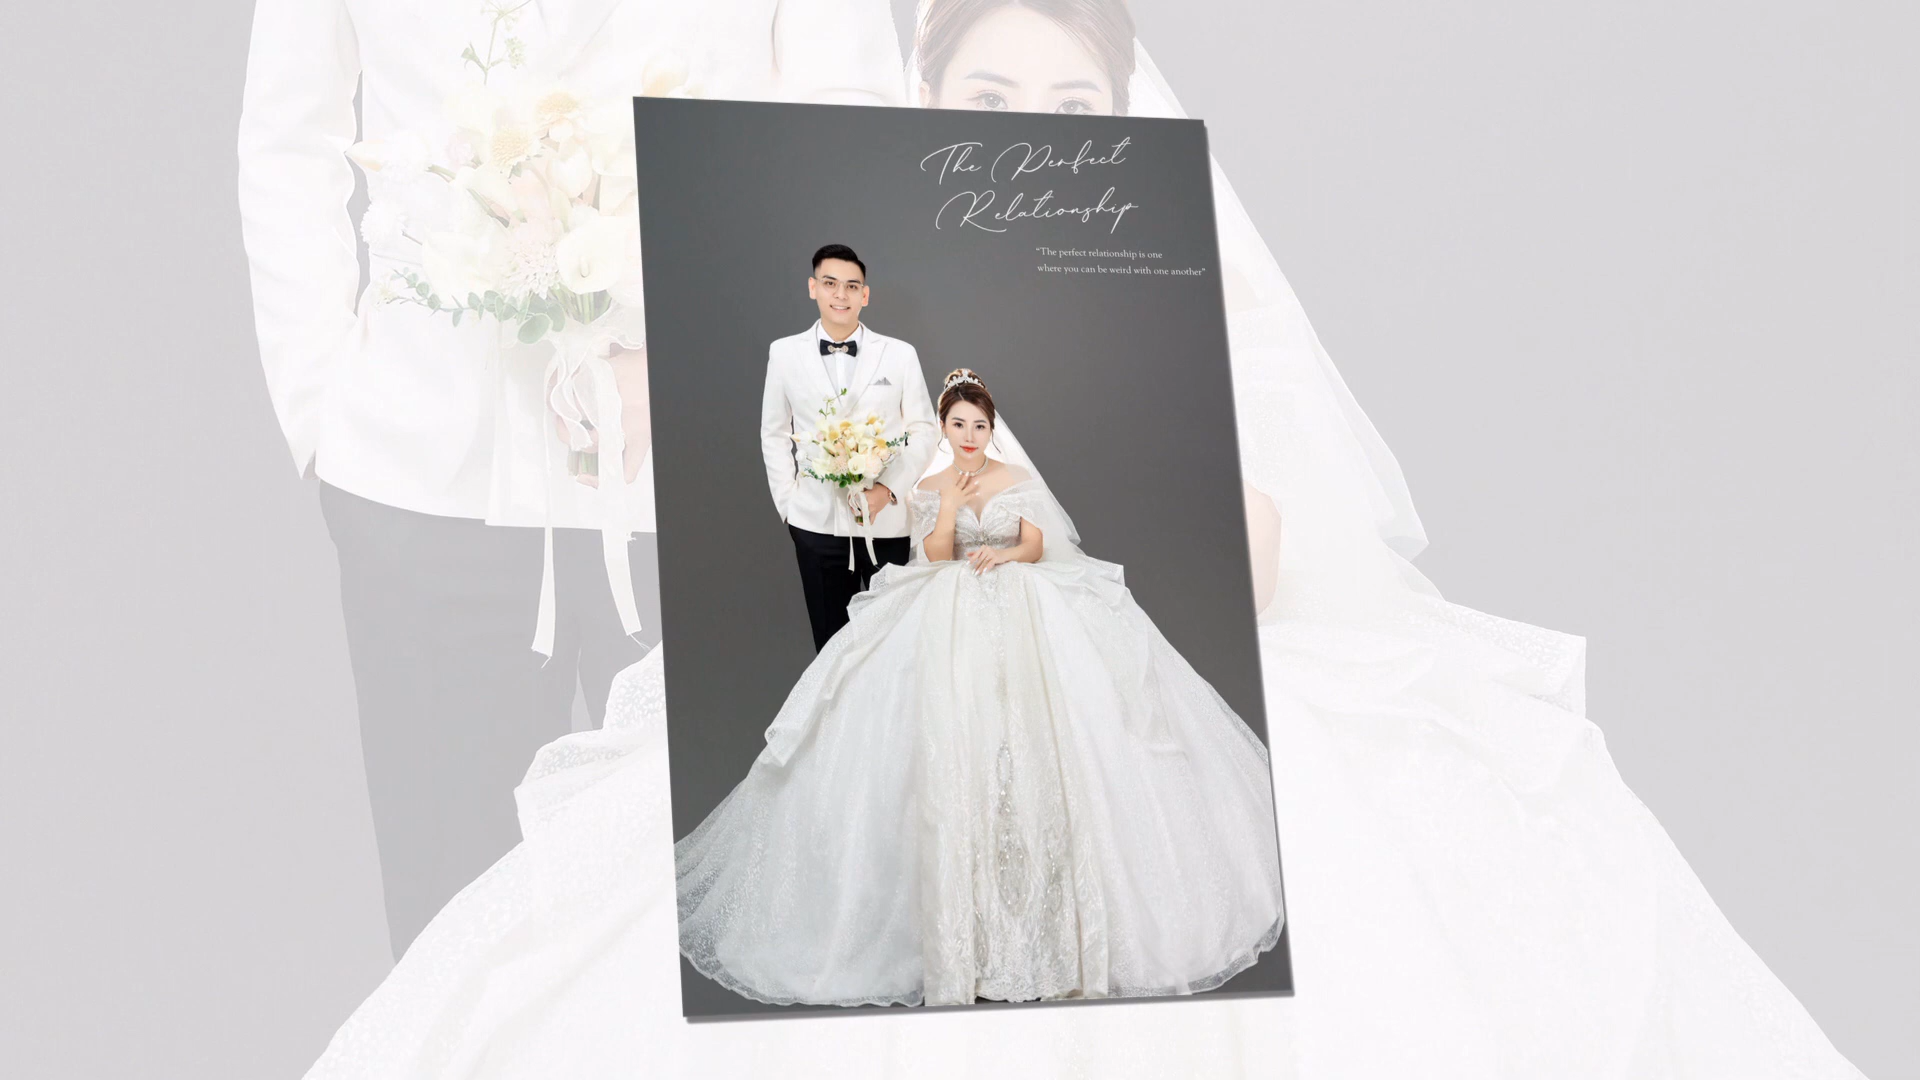 The Perfect
Relationship
“The perfect relationship is one
where you can be weird with one another”